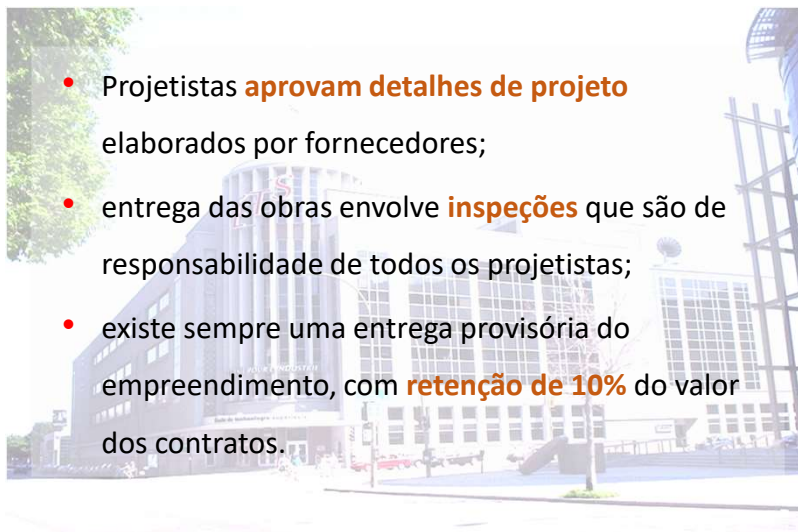 • Projetistas aprovam detalhes de projeto
elaborados por fornecedores;
• entrega das obras envolve inspeções que são de
responsabilidade de todos os projetistas;
• existe sempre uma entrega provisória do
empreendimento, com retenção de 10% do valor
dos contratos.